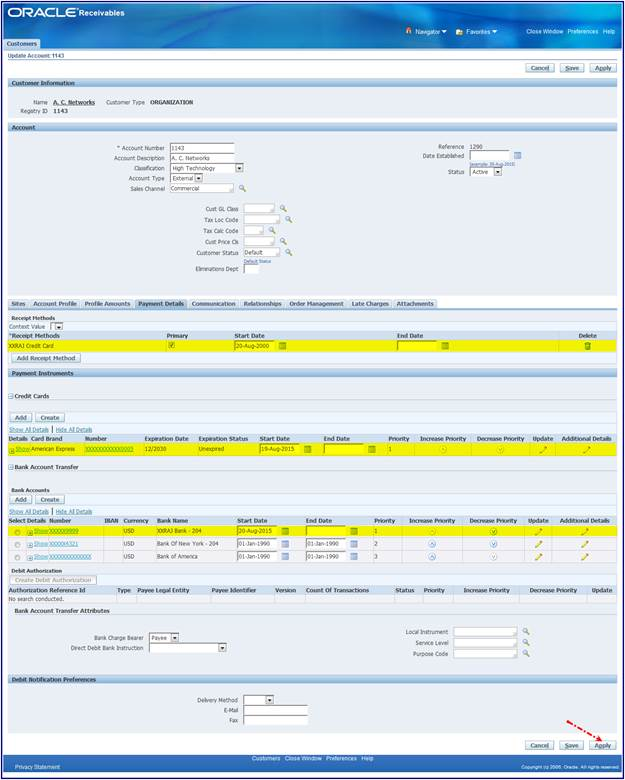 ORACLE Receivables
Navigator Favorites Close Window Preferences Help
Customers
Update Account:1143
Cancel Save Apply
Customer Information
Name A. C. Networks Customer Type ORGANIZATION
Registry ID 1143
Account
* Account Number 1143
Account Description A. C. Networks
Classification High Technology
Account Type External
Sales Channel Commercial
Reference 1290
Date Established
(example: 20-Aug-2015)
Status Active
Cust GL Class
Tax Loc Code
Tax Calc Code
Cust Price Cls
Customer Status Default
Default Status
Eliminations Dept
Sites Account Profile Profile Amounts Payment Details Communication Relationships Order Management Late Charges Attachments
Receipt Methods
Context Value
*Receipt Methods Primary Start Date End Date Delete
XXRAJ Credit Card 20-Aug-2000
Add Receipt Method
Payment Instruments
Credit Cards
Add Create
Show All Details | Hide All Details
Details Card Brand Number Expiration Date Expiration Status Start Date End Date Priority Increase Priority Decrease Priority Update Additional Details
Show American Express 12/2030 Unexpired 19-Aug-2015 1
Bank Account Transfer
Bank Accounts
Add Create
Show All Details | Hide All Details
Select Details Number IBAN Currency Bank Name Start Date End Date Priority Increase Priority Decrease Priority Update Additional Details
Show USD XXRAJ Bank - 204 20-Aug-2015 1
Show USD Bank Of New York - 204 01-Jan-1990 01-Jan-1990 2
Show USD Bank of America 01-Jan-1990 01-Jan-1990 3
Debit Authorization
Create Debit Authorization
Authorization Reference Id Type Payee Legal Entity Payee Identifier Version Count Of Transactions Status Priority Increase Priority Decrease Priority Update
No search conducted.
Bank Account Transfer Attributes
Bank Charge Bearer Payee
Direct Debit Bank Instruction
Local Instrument
Service Level
Purpose Code
Debit Notification Preferences
Delivery Method
E-Mail
Fax
Cancel Save Apply
Customers Close Window Preferences Help
Privacy Statement Copyright (c) 2006, Oracle. All rights reserved.